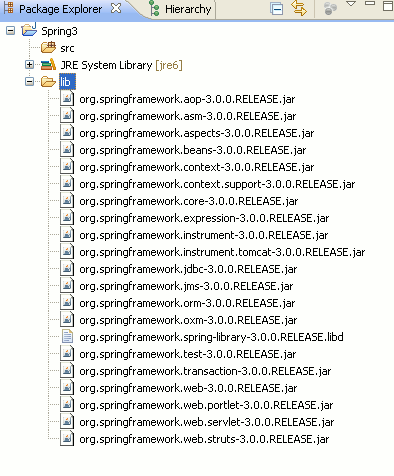 Package Explorer
Hierarchy
Spring3
src
JRE System Library [jre6]
lib
org.springframework.aop-3.0.0.RELEASE.jar
org.springframework.asm-3.0.0.RELEASE.jar
org.springframework.aspects-3.0.0.RELEASE.jar
org.springframework.beans-3.0.0.RELEASE.jar
org.springframework.context-3.0.0.RELEASE.jar
org.springframework.context.support-3.0.0.RELEASE.jar
org.springframework.core-3.0.0.RELEASE.jar
org.springframework.expression-3.0.0.RELEASE.jar
org.springframework.instrument-3.0.0.RELEASE.jar
org.springframework.instrument.tomcat-3.0.0.RELEASE.jar
org.springframework.jdbc-3.0.0.RELEASE.jar
org.springframework.jms-3.0.0.RELEASE.jar
org.springframework.orm-3.0.0.RELEASE.jar
org.springframework.oxm-3.0.0.RELEASE.jar
org.springframework.spring-library-3.0.0.RELEASE.libd
org.springframework.test-3.0.0.RELEASE.jar
org.springframework.transaction-3.0.0.RELEASE.jar
org.springframework.web-3.0.0.RELEASE.jar
org.springframework.web.portlet-3.0.0.RELEASE.jar
org.springframework.web.servlet-3.0.0.RELEASE.jar
org.springframework.web.struts-3.0.0.RELEASE.jar